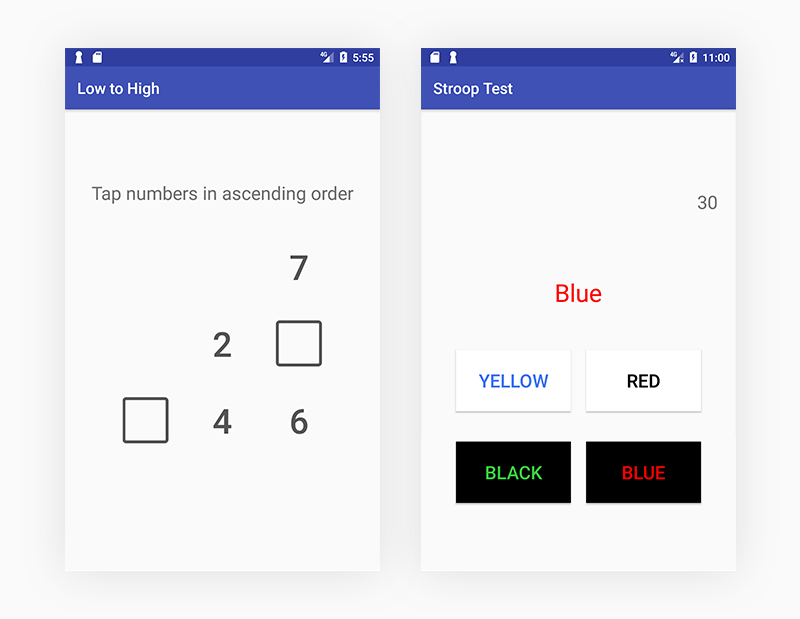 4G 5:55
Low to High
Tap numbers in ascending order
7
2
4 6
4G 11:00
Stroop Test
30
Blue
YELLOW RED
BLACK BLUE